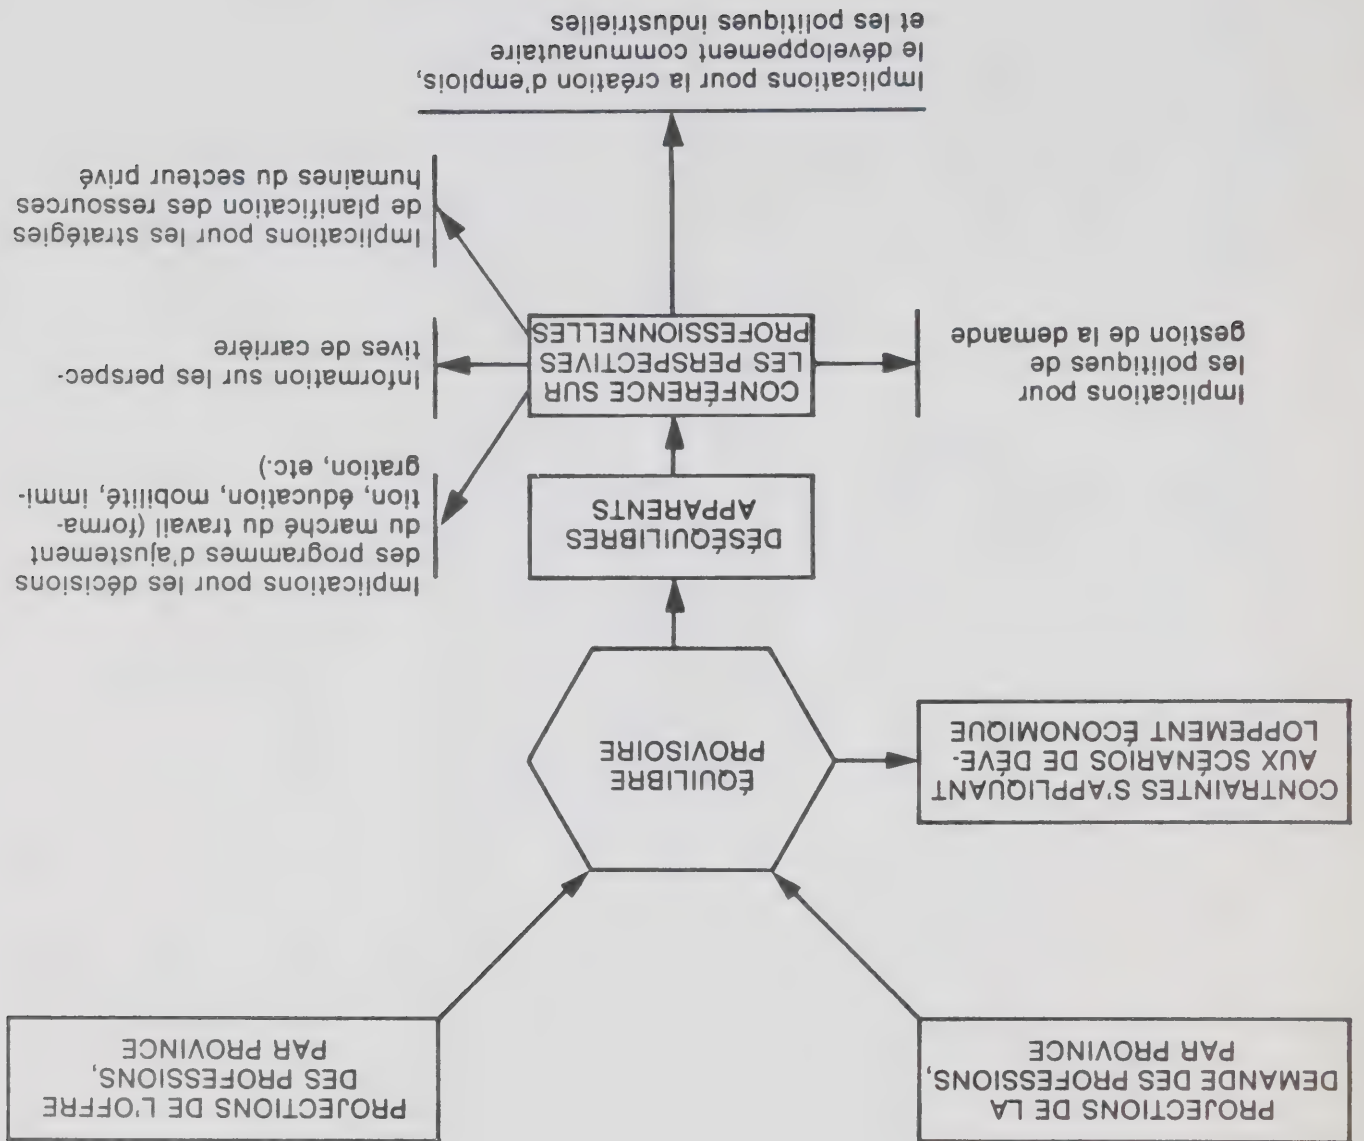 PROJECTIONS DE LA
DEMANDE DES PROFESSIONS,
PAR PROVINCE
PROJECTIONS DE L'OFFRE
DES PROFESSIONS,
PAR PROVINCE
CONTRAINTES S'APPLIQUANT
AUX SCÉNARIOS DE DÉVE-
LOPPEMENT ÉCONOMIQUE
ÉQUILIBRE
PROVISOIRE
DÉSÉQUILIBRES
APPARENTS
Implications pour les décisions
des programmes d'ajustement
du marché du travail (forma-
tion, éducation, mobilité, immi-
gration, etc.)
Implications pour
les politiques de
gestion de la demande
CONFÉRENCE SUR
LES PERSPECTIVES
PROFESSIONNELLES
Information sur les perspec-
tives de carrière
Implications pour les stratégies
de planification des ressources
humaines du secteur privé
Implications pour la création d'emplois,
le développement communautaire
et les politiques industrielles